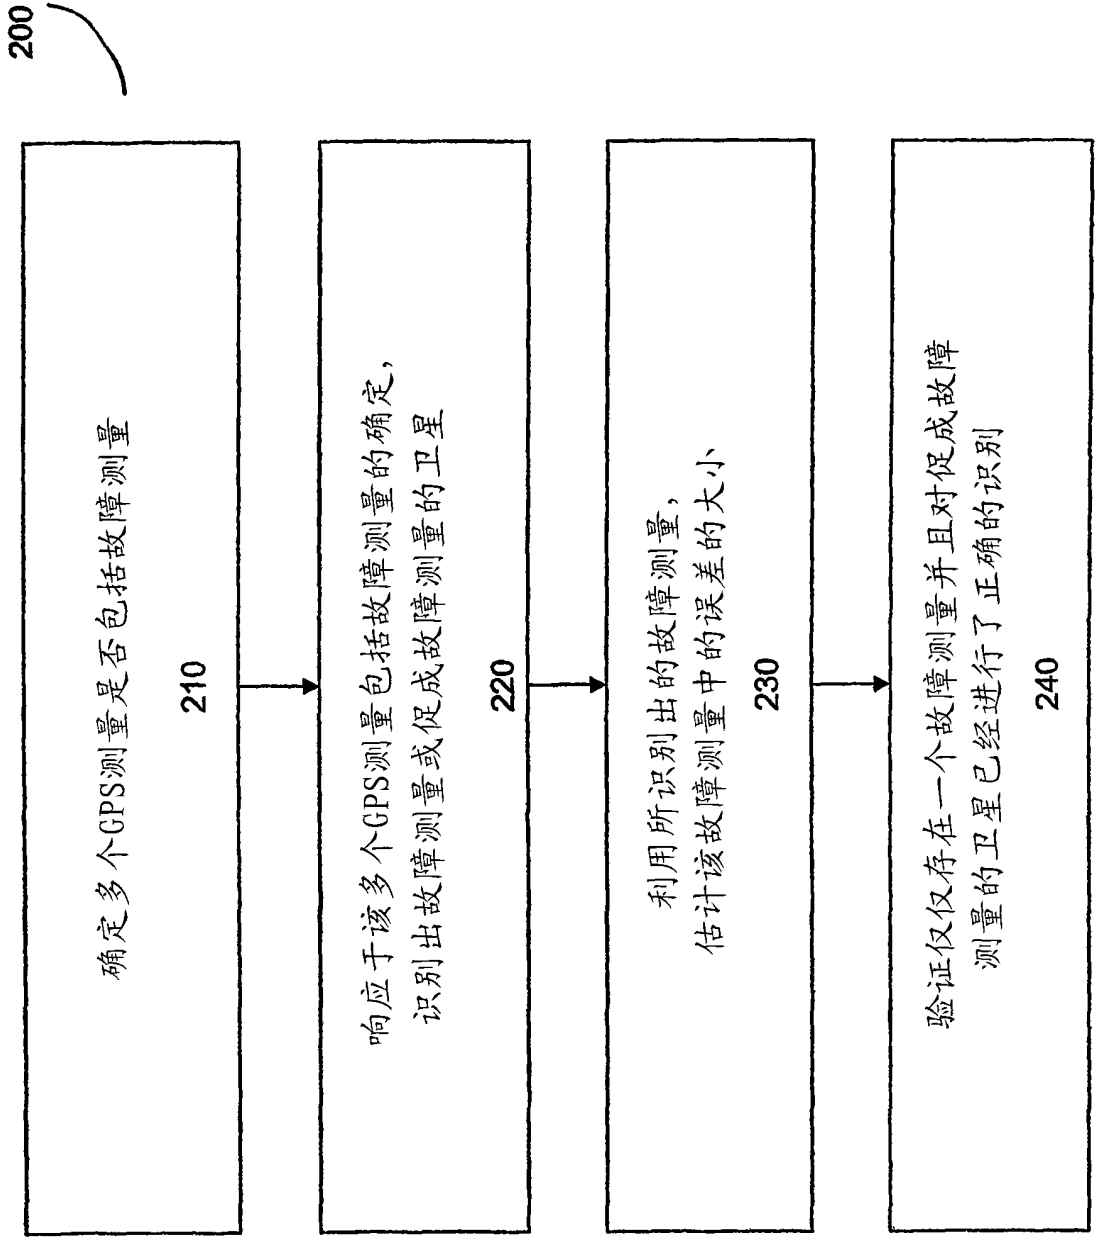 200
确定多个GPS测量是否包括故障测量
210
响应于该多个GPS测量包括故障测量的确定，
识别出故障测量或促成故障测量的卫星
220
利用所识别出的故障测量，
估计该故障测量中的误差的大小
230
验证仅仅存在一个故障测量并且对促成故障
测量的卫星已经进行了正确的识别
240